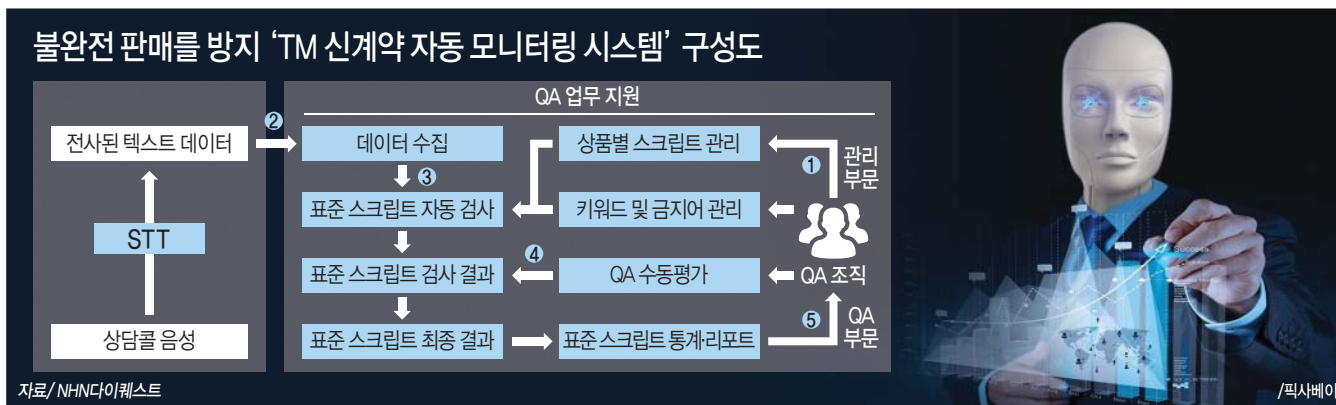 불완전 판매를 방지 ‘TM 신계약 자동 모니터링 시스템’ 구성도
QA 업무 지원
전사된 텍스트 데이터
STT
상담콜 음성
②
데이터 수집
③
표준 스크립트 자동 검사
표준 스크립트 검사 결과
표준 스크립트 최종 결과
상품별 스크립트 관리
키워드 및 금지어 관리
④
QA 수동평가
표준 스크립트 통계·리포트
①
관리
부문
QA 조직
⑤
QA
부문
SUCCESS
자료/ NHN다이퀘스트
/픽사베이